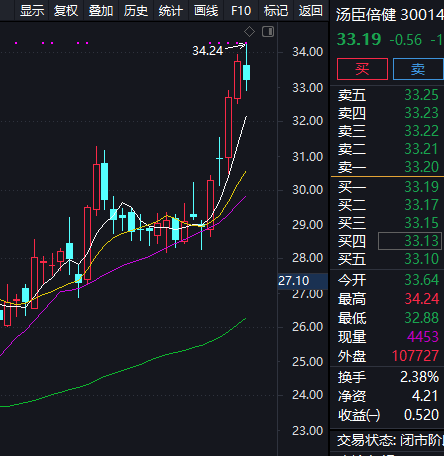 显示 复权 叠加 历史 统计 画线 F10 标记 返回
34.24
34.00
33.00
32.00
31.00
30.00
29.00
28.00
27.10
27.00
26.00
25.00
24.00
23.00
汤臣倍健 30014
33.19 -0.56 -1
买 卖
卖五 33.25
卖四 33.23
卖三 33.22
卖二 33.21
卖一 33.20
买一 33.19
买二 33.17
买三 33.15
买四 33.13
买五 33.10
今开 33.64
最高 34.24
最低 32.88
现量 4453
外盘 107727
换手 2.38%
净资 4.21
收益㈠ 0.520
交易状态: 闭市阶段